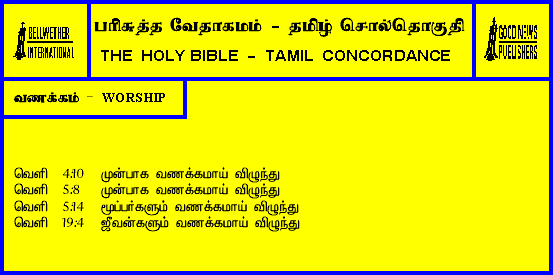 BELLWETHER
INTERNATIONAL
பரிசுத்த வேதாகமம் - தமிழ் சொல்தொகுதி
THE HOLY BIBLE - TAMIL CONCORDANCE
GOOD NEWS
PUBLISHERS
வணக்கம் - WORSHIP
வெளி 4:10 முன்பாக வணக்கமாய் விழுந்து
வெளி 5:8 முன்பாக வணக்கமாய் விழுந்து
வெளி 5:14 மூப்பர்களும் வணக்கமாய் விழுந்து
வெளி 19:4 ஜீவன்களும் வணக்கமாய் விழுந்து